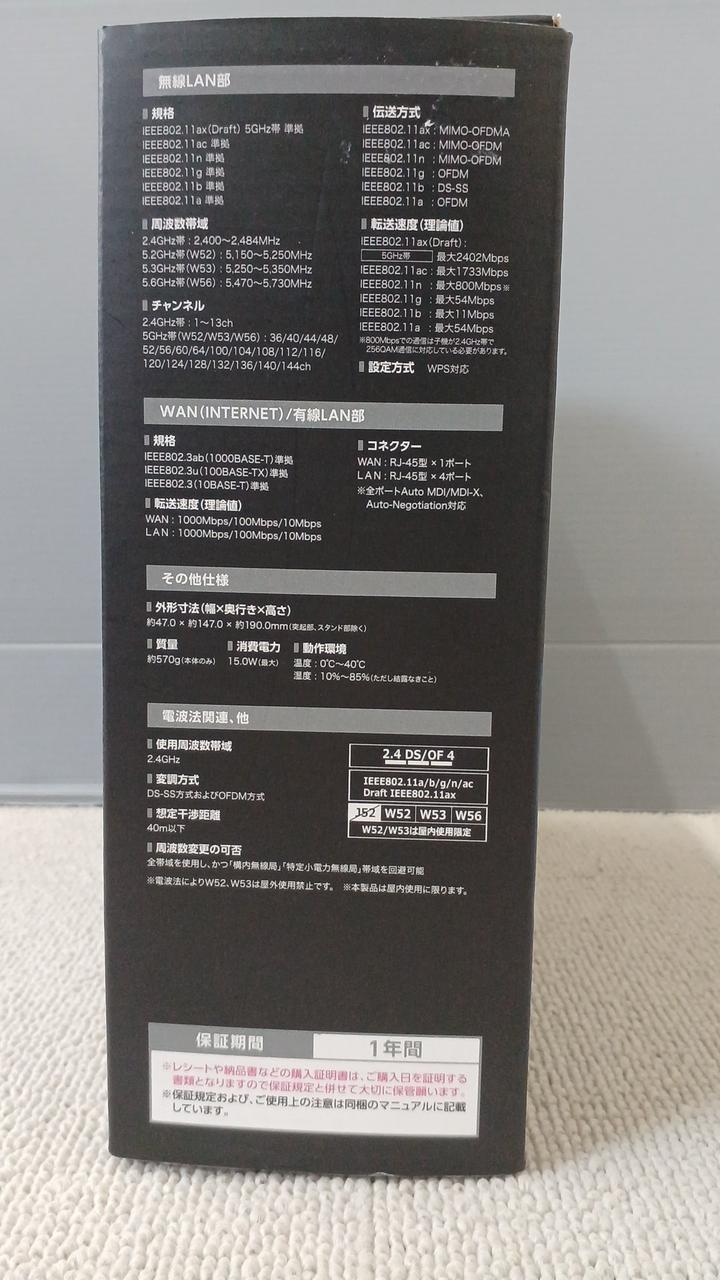 無線LAN部
規格
IEEE802.11ax(Draft) 5GHz帯 準拠
IEEE802.11ac 準拠
IEEE802.11n 準拠
IEEE802.11g 準拠
IEEE802.11b 準拠
IEEE802.11a 準拠
周波数帯域
2.4GHz帯 : 2,400〜2,484MHz
5.2GHz帯(W52) : 5,150〜5,250MHz
5.3GHz帯(W53) : 5,250〜5,350MHz
5.6GHz帯(W56) : 5,470〜5,730MHz
チャンネル
2.4GHz帯 : 1〜13ch
5GHz帯(W52/W53/W56) : 36/40/44/48/
52/56/60/64/100/104/108/112/116/
120/124/128/132/136/140/144ch
伝送方式
IEEE802.11ax : MIMO-OFDMA
IEEE802.11ac : MIMO-OFDM
IEEE802.11n : MIMO-OFDM
IEEE802.11g : OFDM
IEEE802.11b : DS-SS
IEEE802.11a : OFDM
転送速度(理論値)
IEEE802.11ax(Draft) :
5GHz帯 最大2402Mbps
IEEE802.11ac : 最大1733Mbps
IEEE802.11n : 最大800Mbps※
IEEE802.11g : 最大54Mbps
IEEE802.11b : 最大11Mbps
IEEE802.11a : 最大54Mbps
※800Mbpsでの通信は子機が2.4GHz帯で
256QAM通信に対応している必要があります。
設定方式 WPS対応
WAN(INTERNET)/有線LAN部
規格
IEEE802.3ab(1000BASE-T)準拠
IEEE802.3u(100BASE-TX)準拠
IEEE802.3(10BASE-T)準拠
転送速度(理論値)
WAN : 1000Mbps/100Mbps/10Mbps
LAN : 1000Mbps/100Mbps/10Mbps
コネクター
WAN : RJ-45型 × 1ポート
LAN : RJ-45型 × 4ポート
※全ポートAuto MDI/MDI-X、
Auto-Negotiation対応
その他仕様
外形寸法(幅×奥行き×高さ)
約47.0 × 約147.0 × 約190.0mm(突起部、スタンド部除く)
質量 消費電力 動作環境
約570g(本体のみ) 15.0W(最大) 温度 : 0℃〜40℃
湿度 : 10%〜85%(ただし結露なきこと)
電波法関連、他
使用周波数帯域
2.4GHz
変調方式
DS-SS方式およびOFDM方式
想定干渉距離
40m以下
周波数変更の可否
全帯域を使用し、かつ「構内無線局」「特定小電力無線局」帯域を回避可能
※電波法によりW52、W53は屋外使用禁止です。 ※本製品は屋内使用に限ります。
2.4 DS/OF 4
IEEE802.11a/b/g/n/ac
Draft IEEE802.11ax
J52 W52 W53 W56
W52/W53は屋内使用限定
保証期間 1年間
※レシートや納品書などの購入証明書は、ご購入日を証明する
書類となりますので保証規定と併せて大切に保管願います。
※保証規定および、ご使用上の注意は同梱のマニュアルに記載
しています。